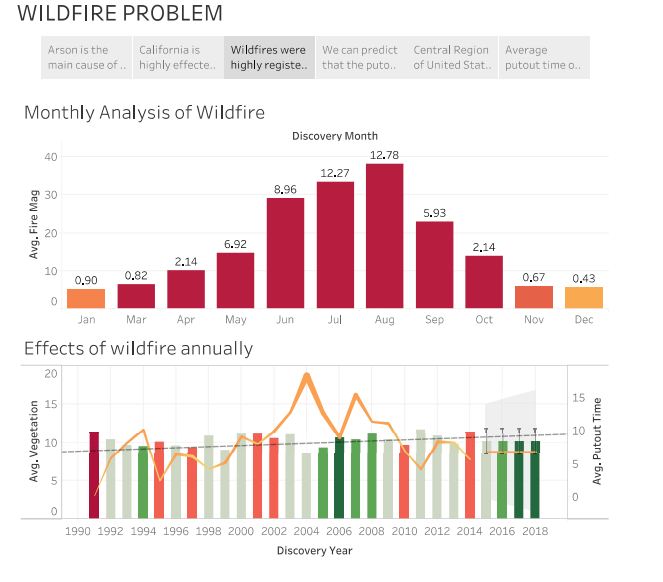 WILDFIRE PROBLEM
Arson is the
main cause of ..
California is
highly effecte..
Wildfires were
highly registe..
We can predict
that the puto..
Central Region
of United Stat..
Average
putout time o..
Monthly Analysis of Wildfire
Discovery Month
Avg. Fire Mag
40
30
20
10
0
0.90
0.82
2.14
6.92
8.96
12.27
12.78
5.93
2.14
0.67
0.43
Jan Mar Apr May Jun Jul Aug Sep Oct Nov Dec
Effects of wildfire annually
Avg. Vegetation
20
15
10
5
0
15
10
5
0
Avg. Putout Time
1990 1992 1994 1996 1998 2000 2002 2004 2006 2008 2010 2012 2014 2016 2018
Discovery Year